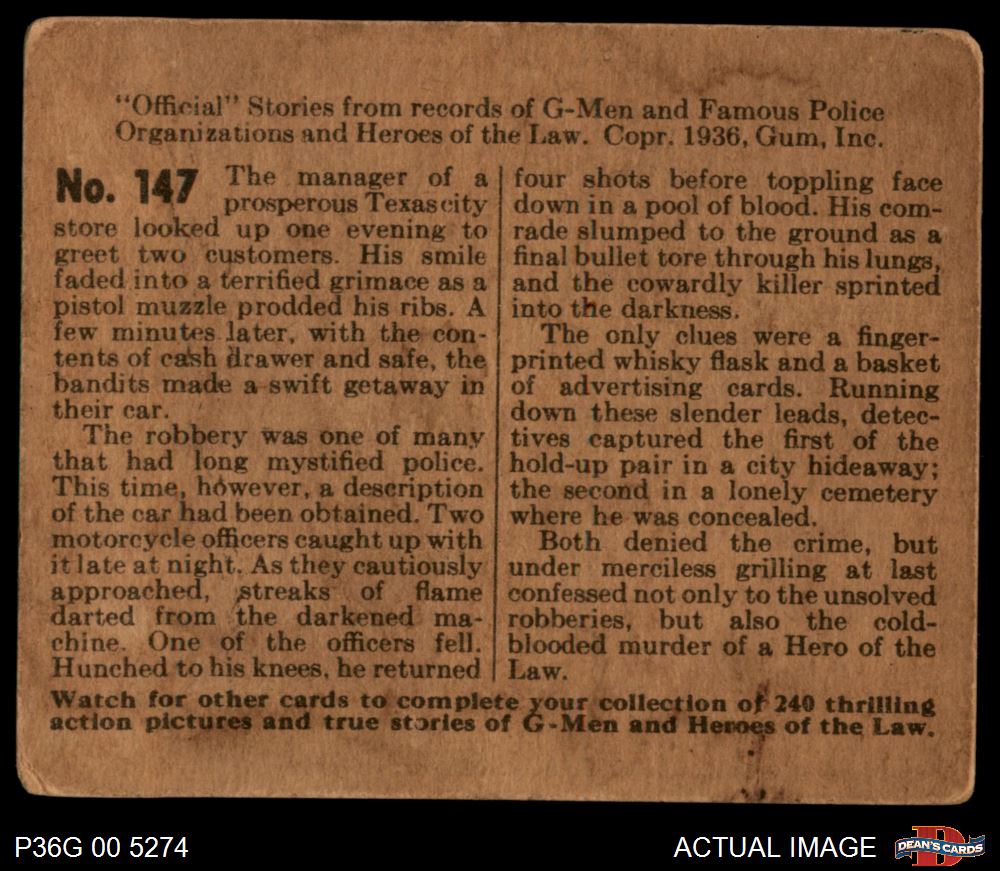 "Official" Stories from records of G-Men and Famous Police
Organizations and Heroes of the Law. Copr. 1936, Gum, Inc.
No. 147 The manager of a
prosperous Texas city
store looked up one evening to
greet two customers. His smile
faded into a terrified grimace as a
pistol muzzle prodded his ribs. A
few minutes later, with the con-
tents of cash drawer and safe, the
bandits made a swift getaway in
their car.
The robbery was one of many
that had long mystified police.
This time, however, a description
of the car had been obtained. Two
motorcycle officers caught up with
it late at night. As they cautiously
approached, streaks of flame
darted from the darkened ma-
chine. One of the officers fell.
Hunched to his knees, he returned
four shots before toppling face
down in a pool of blood. His com-
rade slumped to the ground as a
final bullet tore through his lungs,
and the cowardly killer sprinted
into the darkness.
The only clues were a finger-
printed whisky flask and a basket
of advertising cards. Running
down these slender leads, detec-
tives captured the first of the
hold-up pair in a city hideaway;
the second in a lonely cemetery
where he was concealed.
Both denied the crime, but
under merciless grilling at last
confessed not only to the unsolved
robberies, but also the cold-
blooded murder of a Hero of the
Law.
Watch for other cards to complete your collection of 240 thrilling
action pictures and true stories of G-Men and Heroes of the Law.
P36G 00 5274
ACTUAL IMAGE
D
DEAN'S CARDS